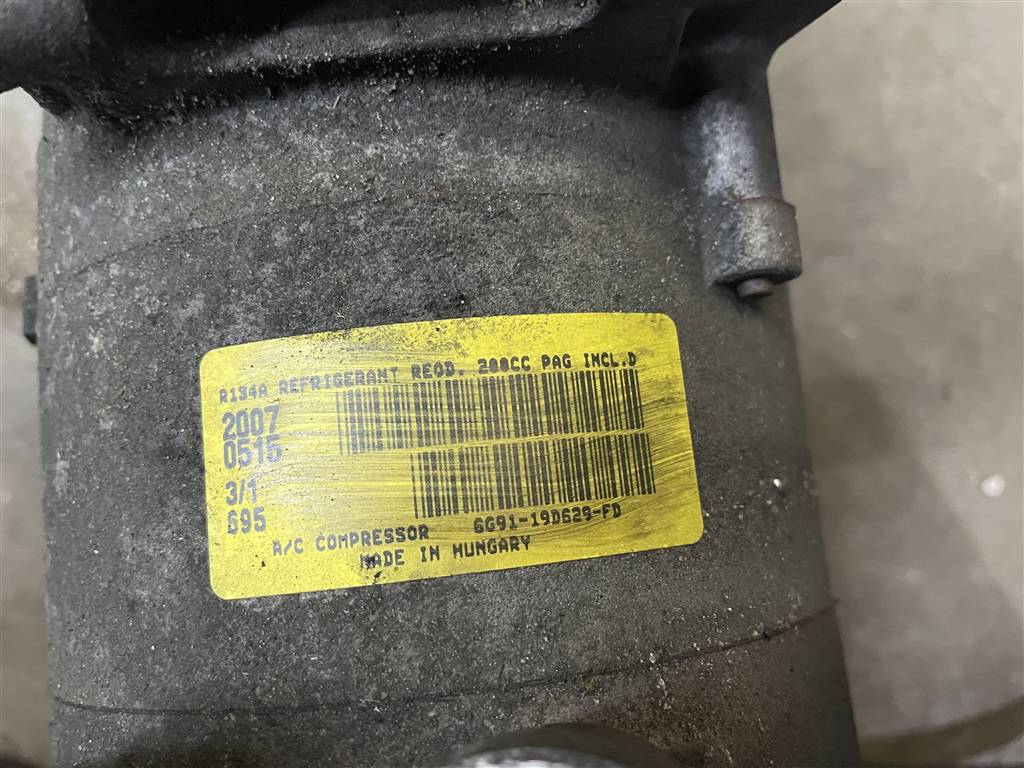 R134A REFRIGERANT REQD. 200CC PAG INCL.D
2007
0515
3/1
695
A/C COMPRESSOR 6G91-19D629-FD
MADE IN HUNGARY